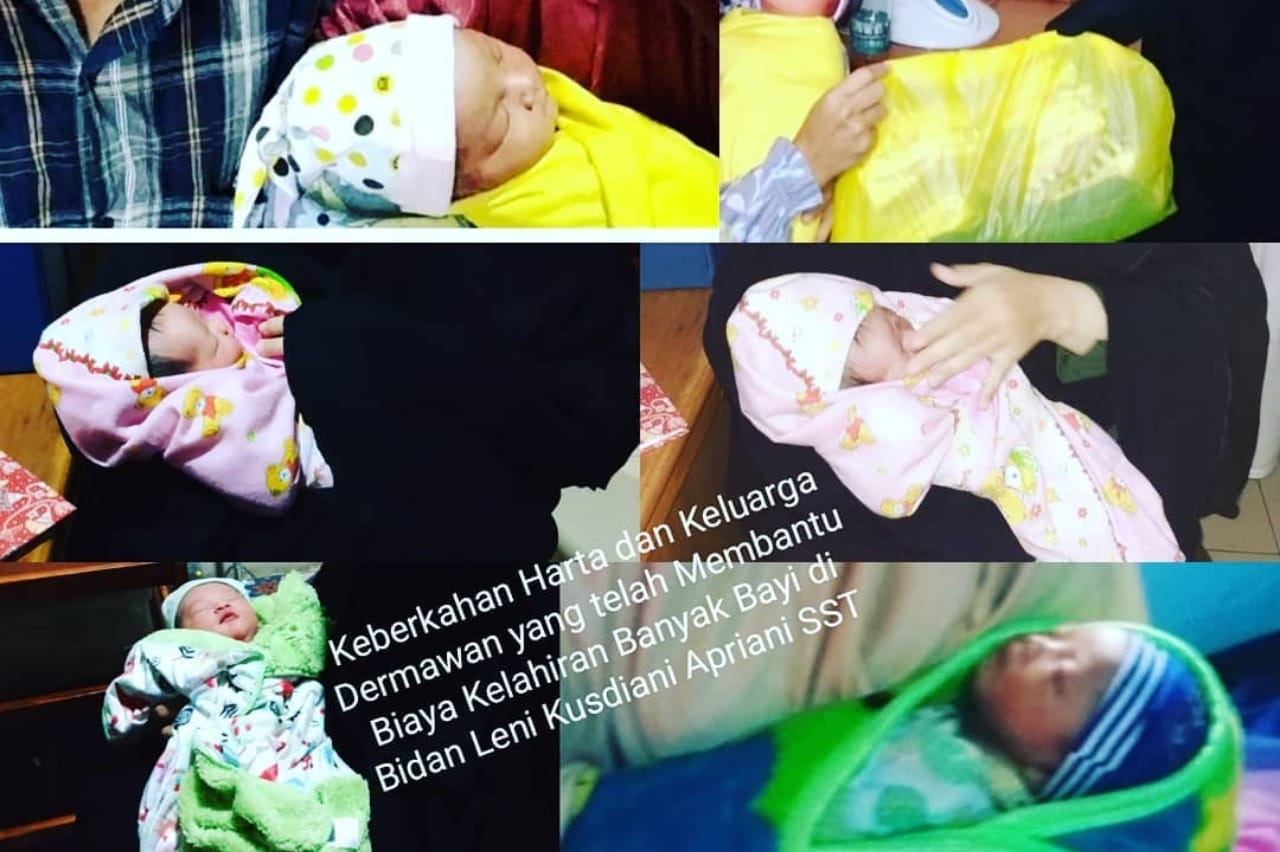 Keberkahan Harta dan Keluarga
Dermawan yang telah Membantu
Biaya Kelahiran Banyak Bayi di
Bidan Leni Kusdiani Apriani SST